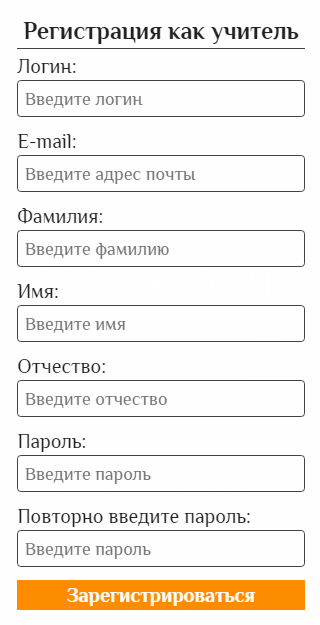 Регистрация как учитель
Логин:
Введите логин
E-mail:
Введите адрес почты
Фамилия:
Введите фамилию
Имя:
Введите имя
Отчество:
Введите отчество
Пароль:
Введите пароль
Повторно введите пароль:
Введите пароль
Зарегистрироваться